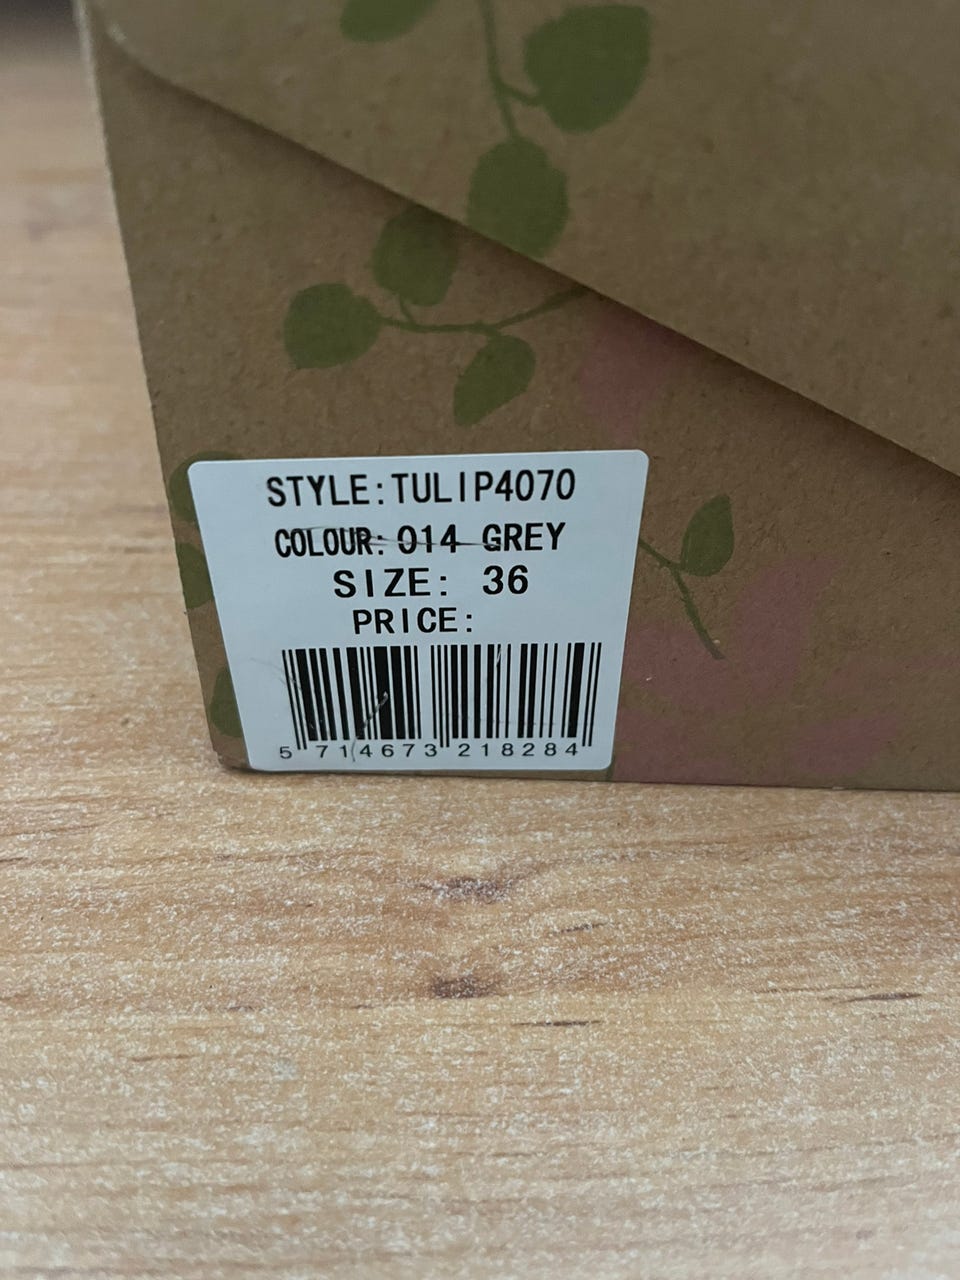 STYLE:TULIP4070
COLOUR: 014 GREY
SIZE: 36
PRICE:
5 714673 218284